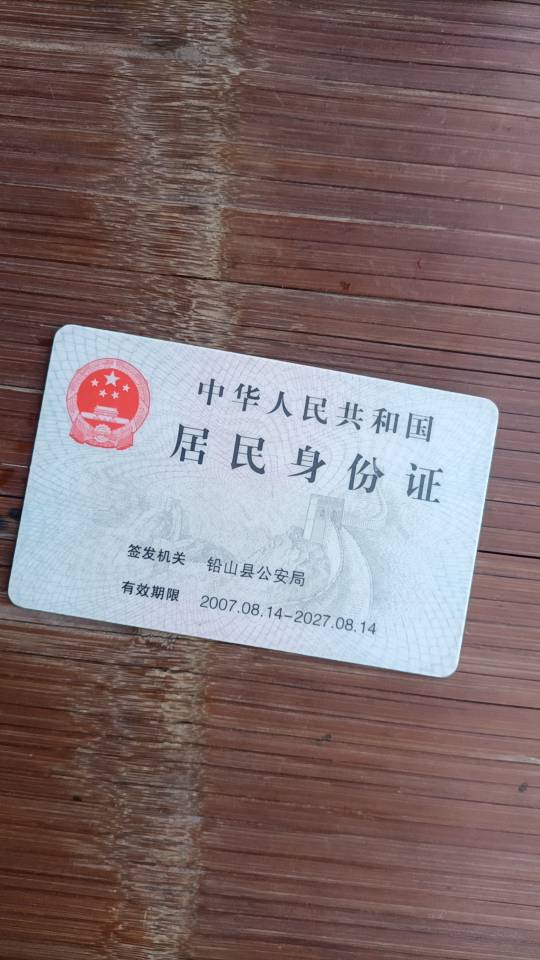 中华人民共和国
居民身份证
签发机关 铅山县公安局
有效期限 2007.08.14-2027.08.14